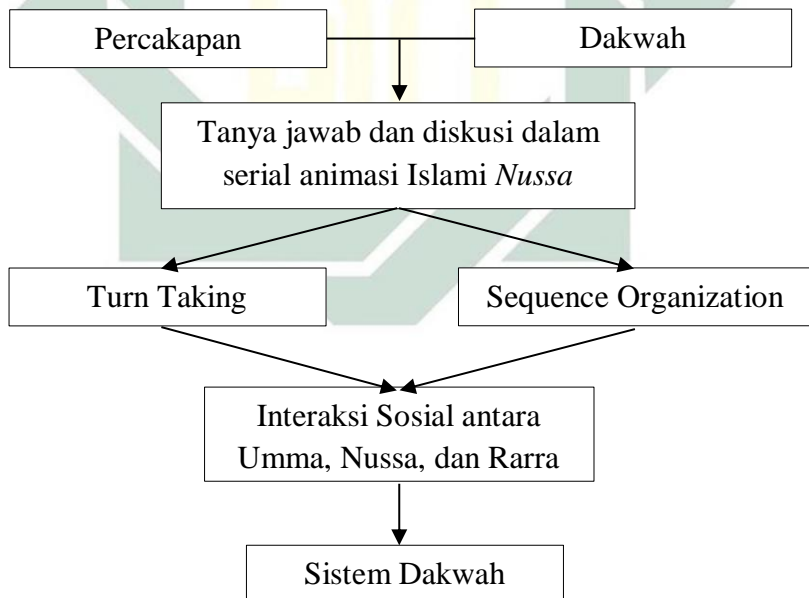 Percakapan
Dakwah
Tanya jawab dan diskusi dalam
serial animasi Islami Nussa
Turn Taking
Sequence Organization
Interaksi Sosial antara
Umma, Nussa, dan Rarra
Sistem Dakwah